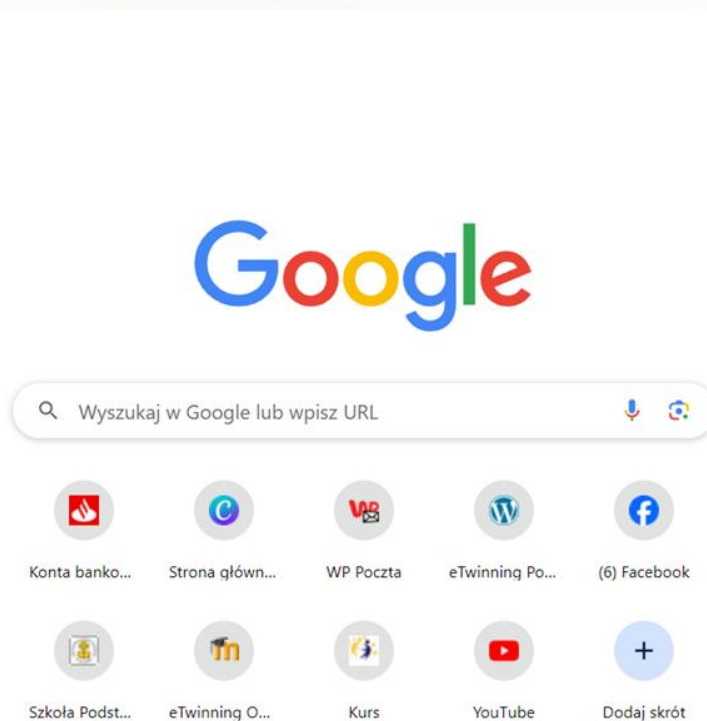 Google
Wyszukaj w Google lub wpisz URL
Konta banko... Strona główn... WP Poczta eTwinning Po... (6) Facebook
Szkoła Podst... eTwinning O... Kurs YouTube Dodaj skrót